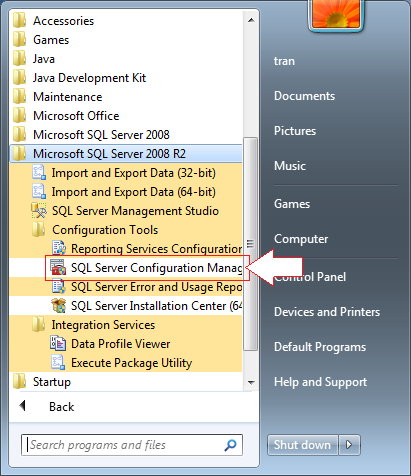 Accessories
Games
Java
Java Development Kit
Maintenance
Microsoft Office
Microsoft SQL Server 2008
Microsoft SQL Server 2008 R2
Import and Export Data (32-bit)
Import and Export Data (64-bit)
SQL Server Management Studio
Configuration Tools
Reporting Services Configuration
SQL Server Configuration Manag
SQL Server Error and Usage Repo
SQL Server Installation Center (64
Integration Services
Data Profile Viewer
Execute Package Utility
Startup
Back
Search programs and files
tran
Documents
Pictures
Music
Games
Computer
Control Panel
Devices and Printers
Default Programs
Help and Support
Shut down